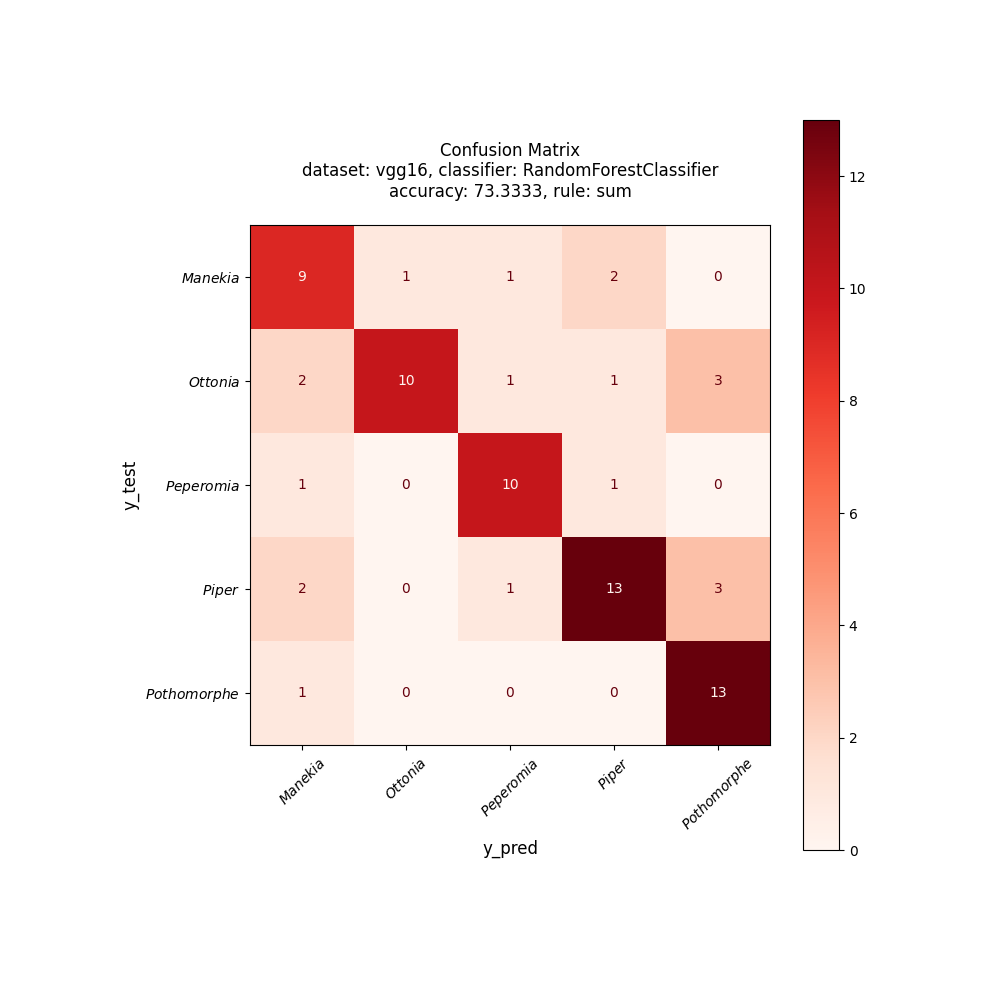 Confusion Matrix
dataset: vgg16, classifier: RandomForestClassifier
accuracy: 73.3333, rule: sum
Manekia 9 1 1 2 0
Ottonia 2 10 1 1 3
Peperomia 1 0 10 1 0
Piper 2 0 1 13 3
Pothomorphe 1 0 0 0 13
Manekia Ottonia Peperomia Piper Pothomorphe
y_test
y_pred
12
10
8
6
4
2
0